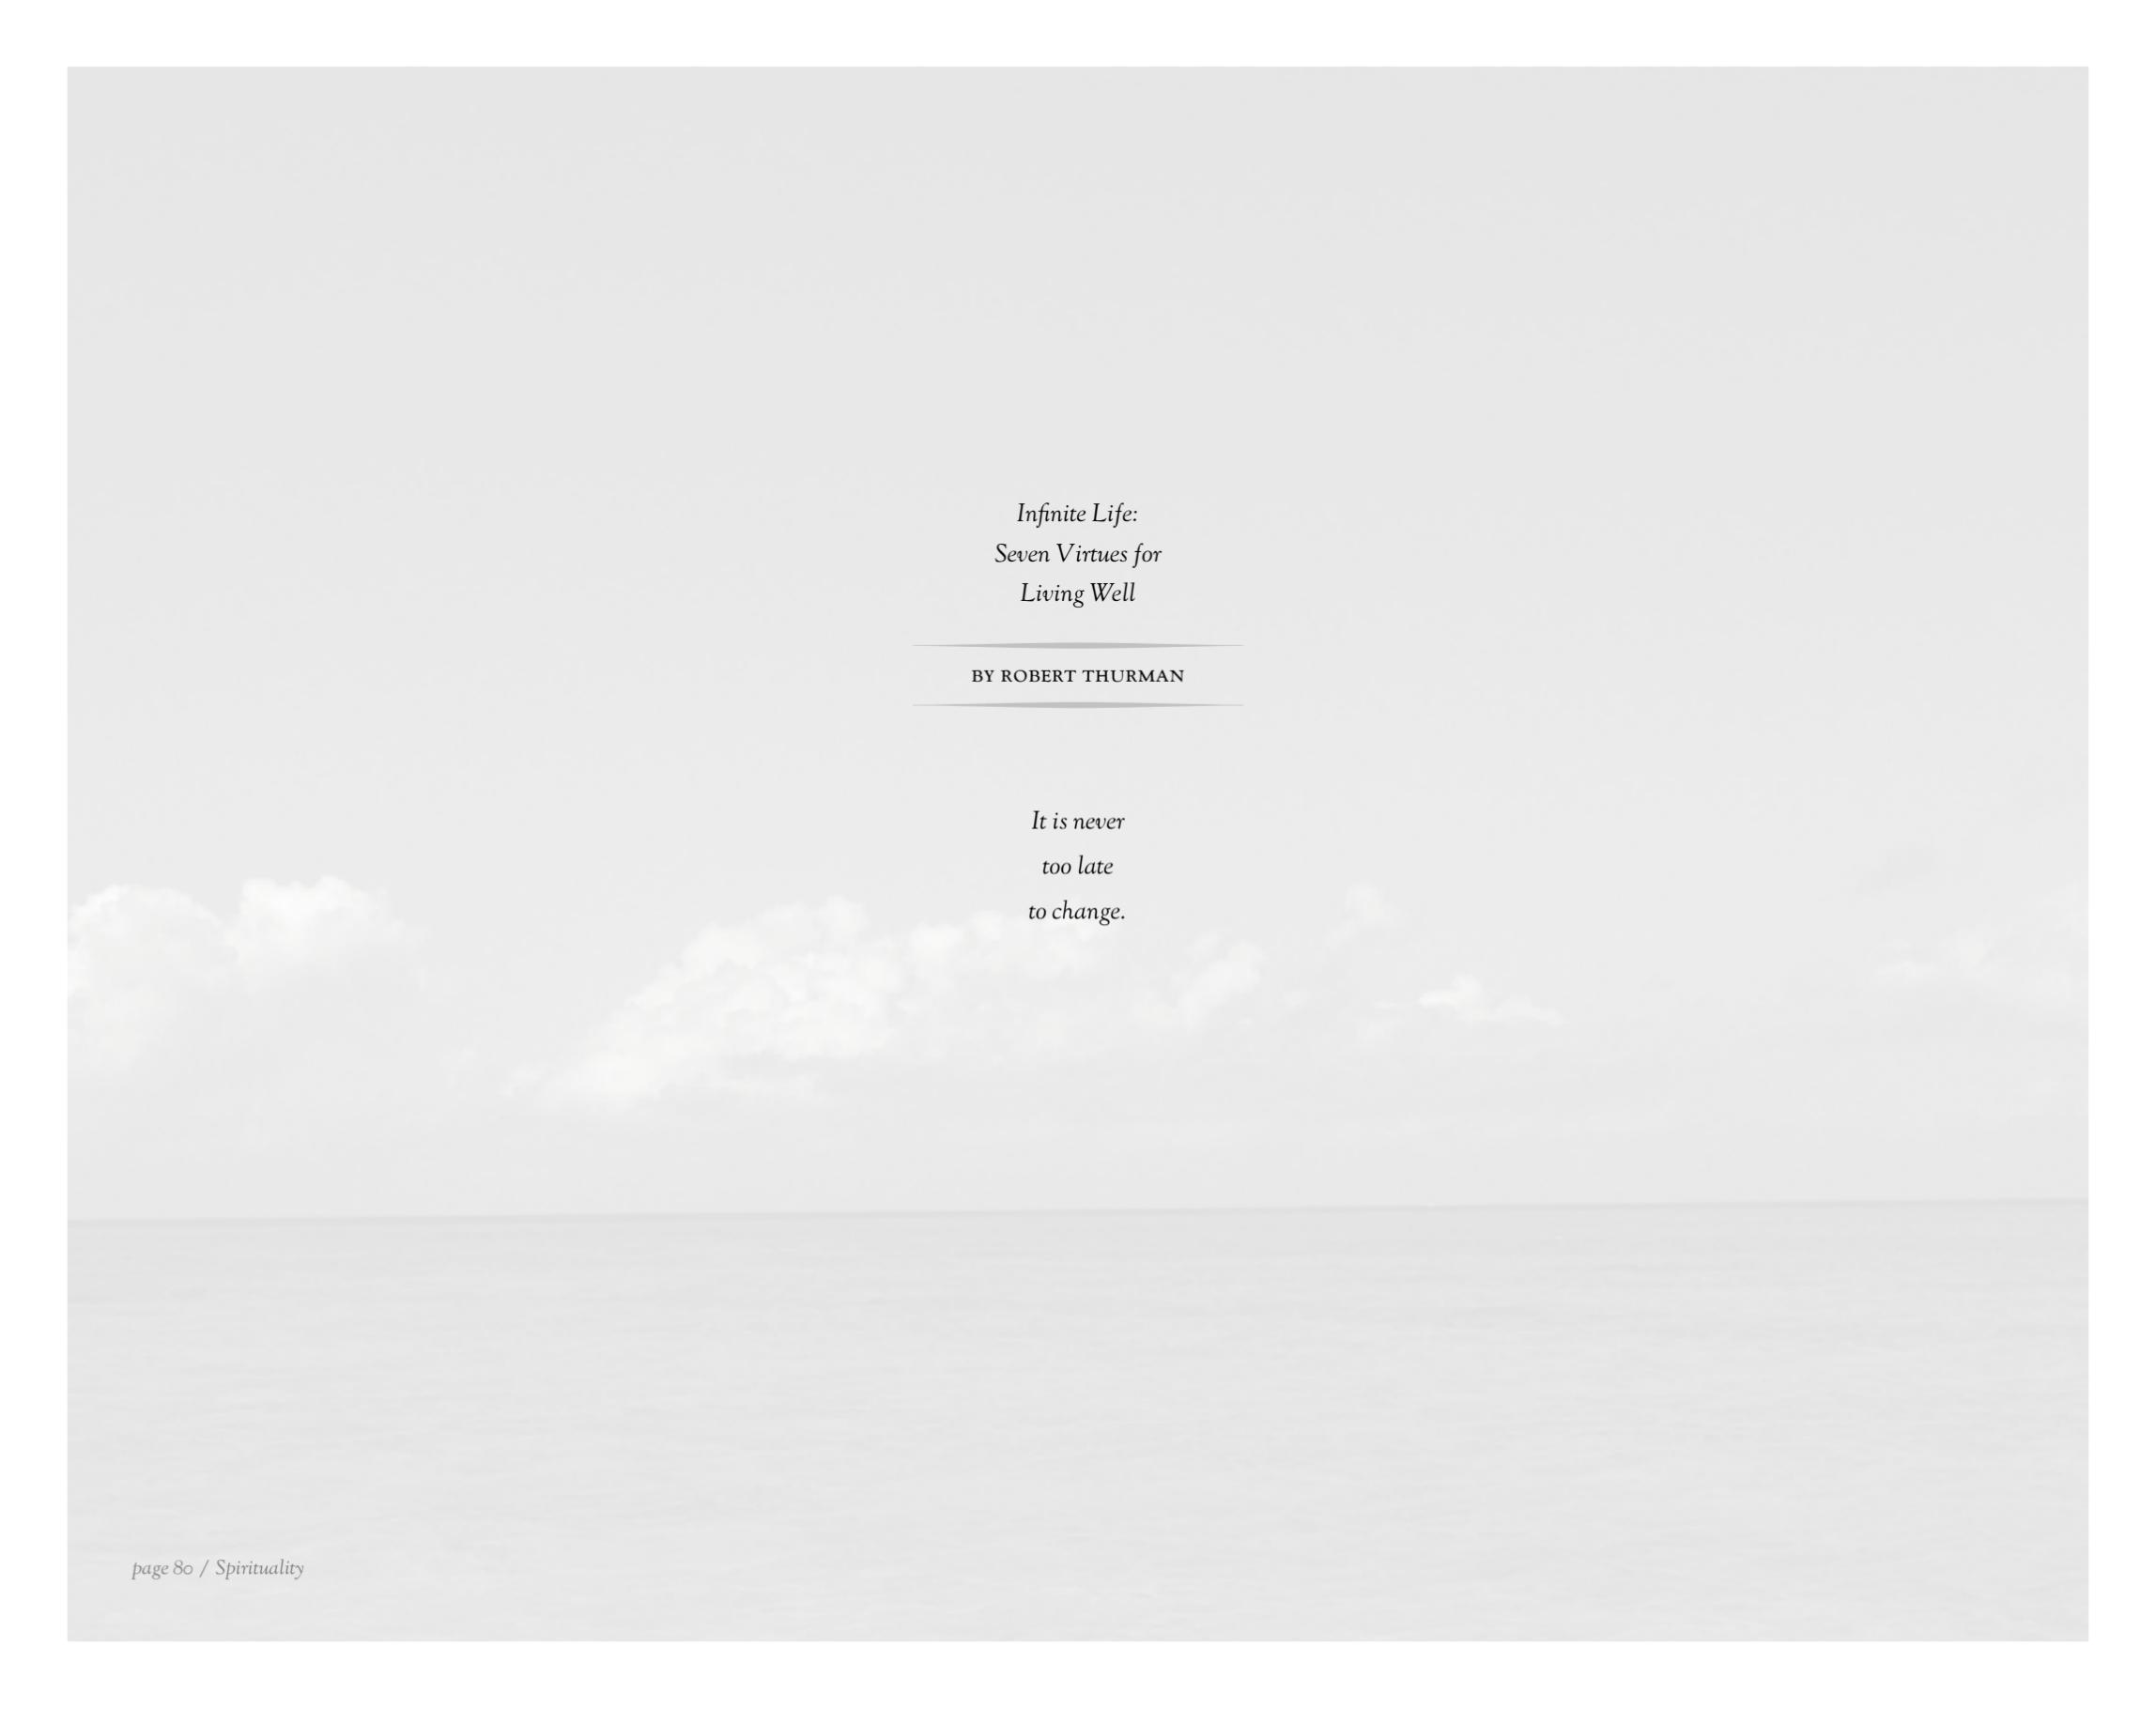 Infinite Life:
Seven Virtues for
Living Well
BY ROBERT THURMAN
It is never
too late
to change.
page 80 / Spirituality